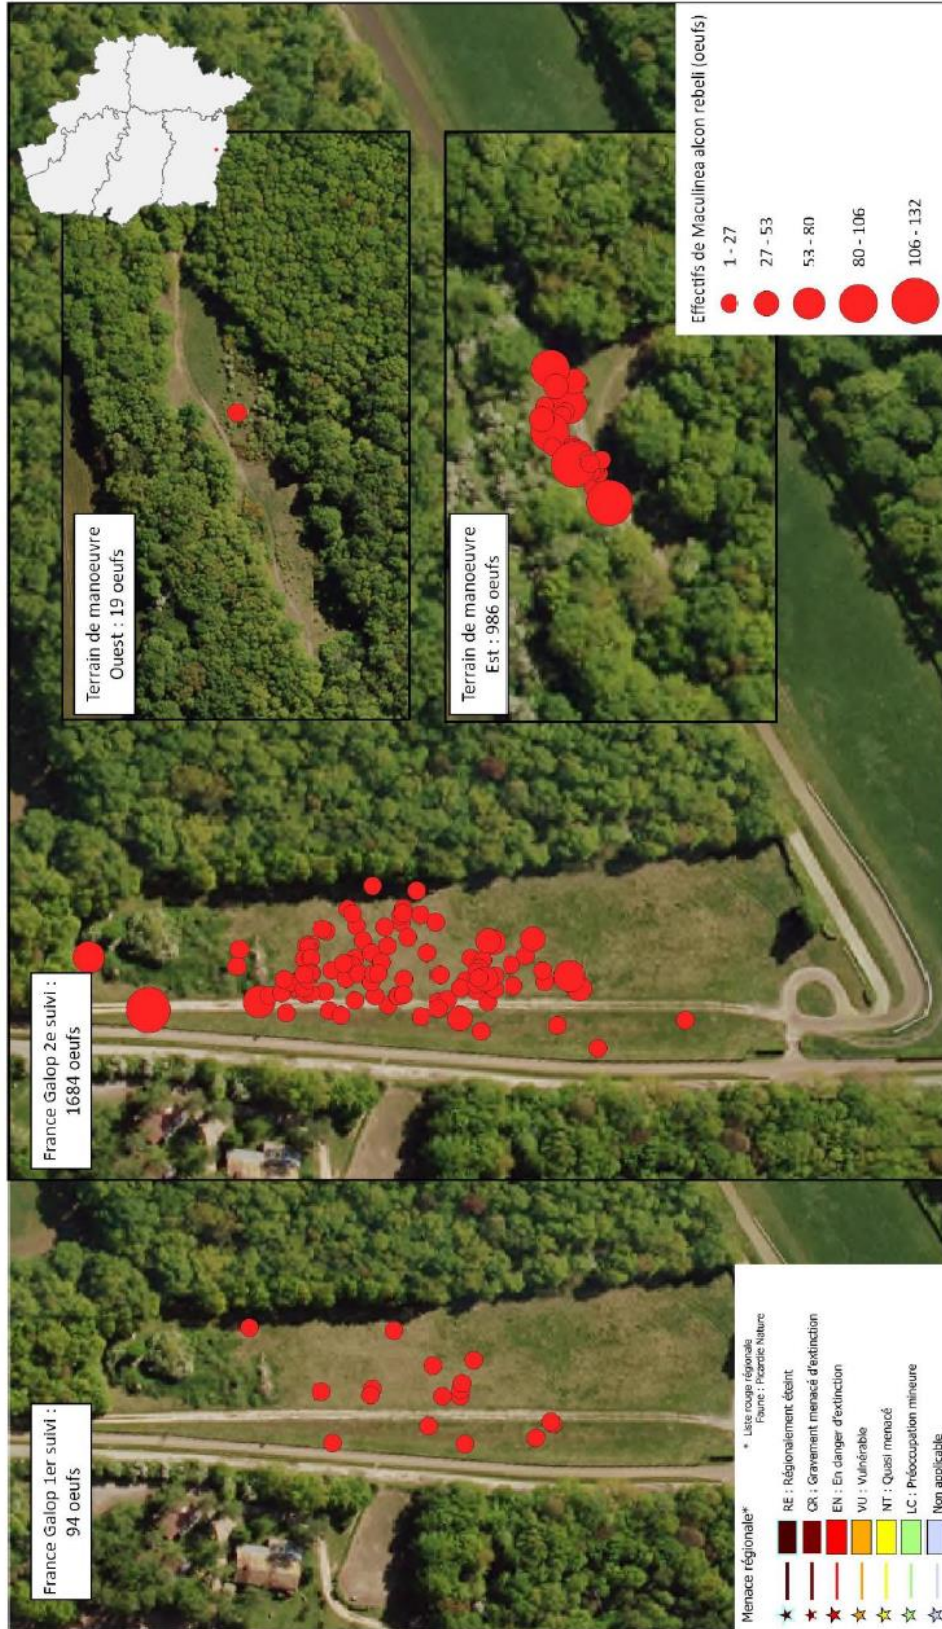 France Galop 1er suivi :
94 oeufs
France Galop 2e suivi :
1684 oeufs
Terrain de manoeuvre
Ouest : 19 oeufs
Terrain de manoeuvre
Est : 986 oeufs
Menace régionale*
* Liste rouge régionale
Faune : Picardie Nature
RE : Régionalement éteint
CR : Gravement menacé d'extinction
EN : En danger d'extinction
VU : Vulnérable
NT : Quasi menacé
LC : Préoccupation mineure
Non applicable
Effectifs de Maculinea alcon rebeli (oeufs)
1 - 27
27 - 53
53 - 80
80 - 106
106 - 132